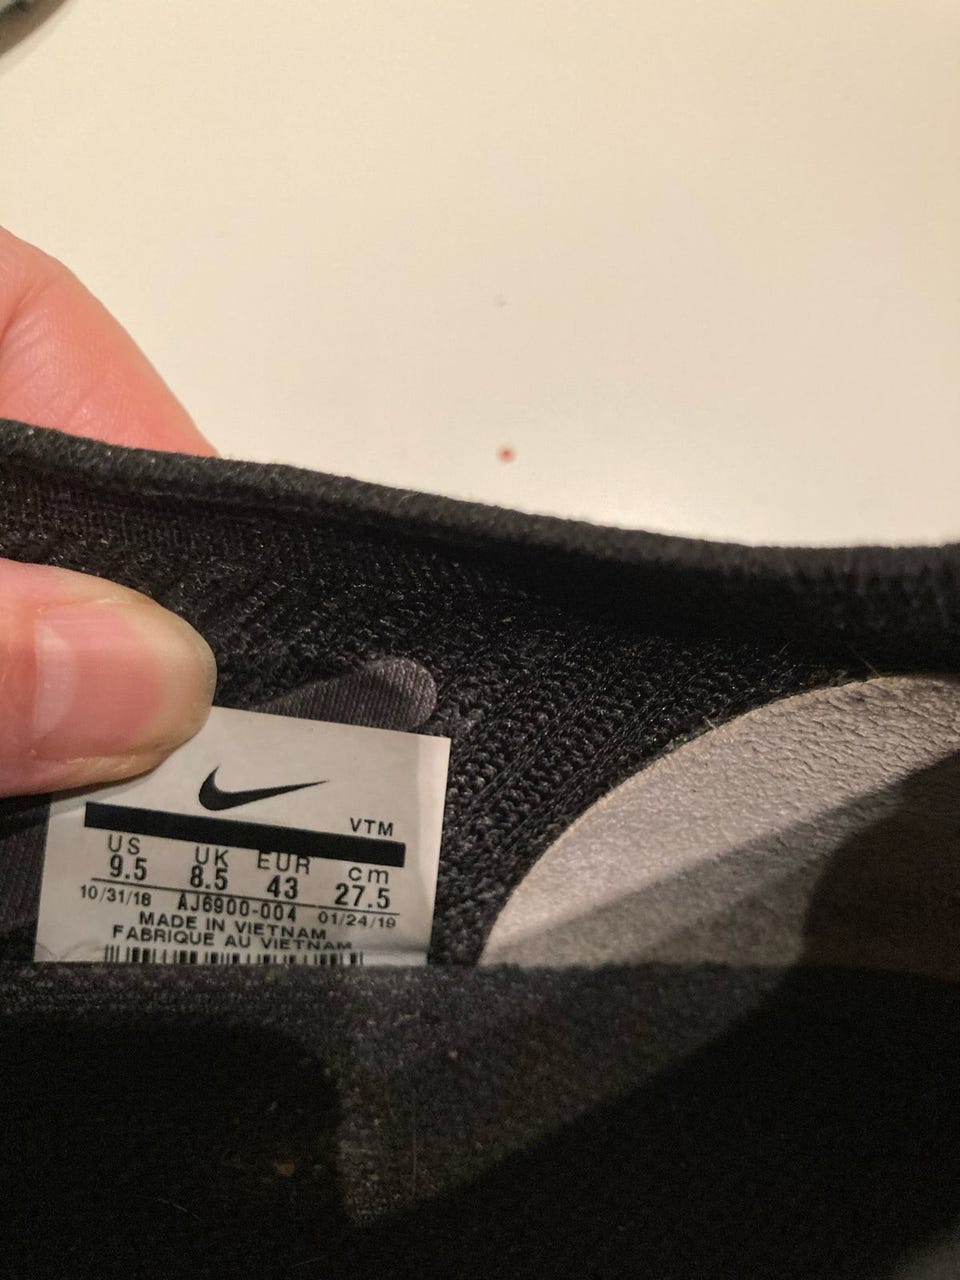 VTM
US UK EUR cm
9.5 8.5 43 27.5
10/31/18 AJ6900-004 01/24/19
MADE IN VIETNAM
FABRIQUE AU VIETNAM